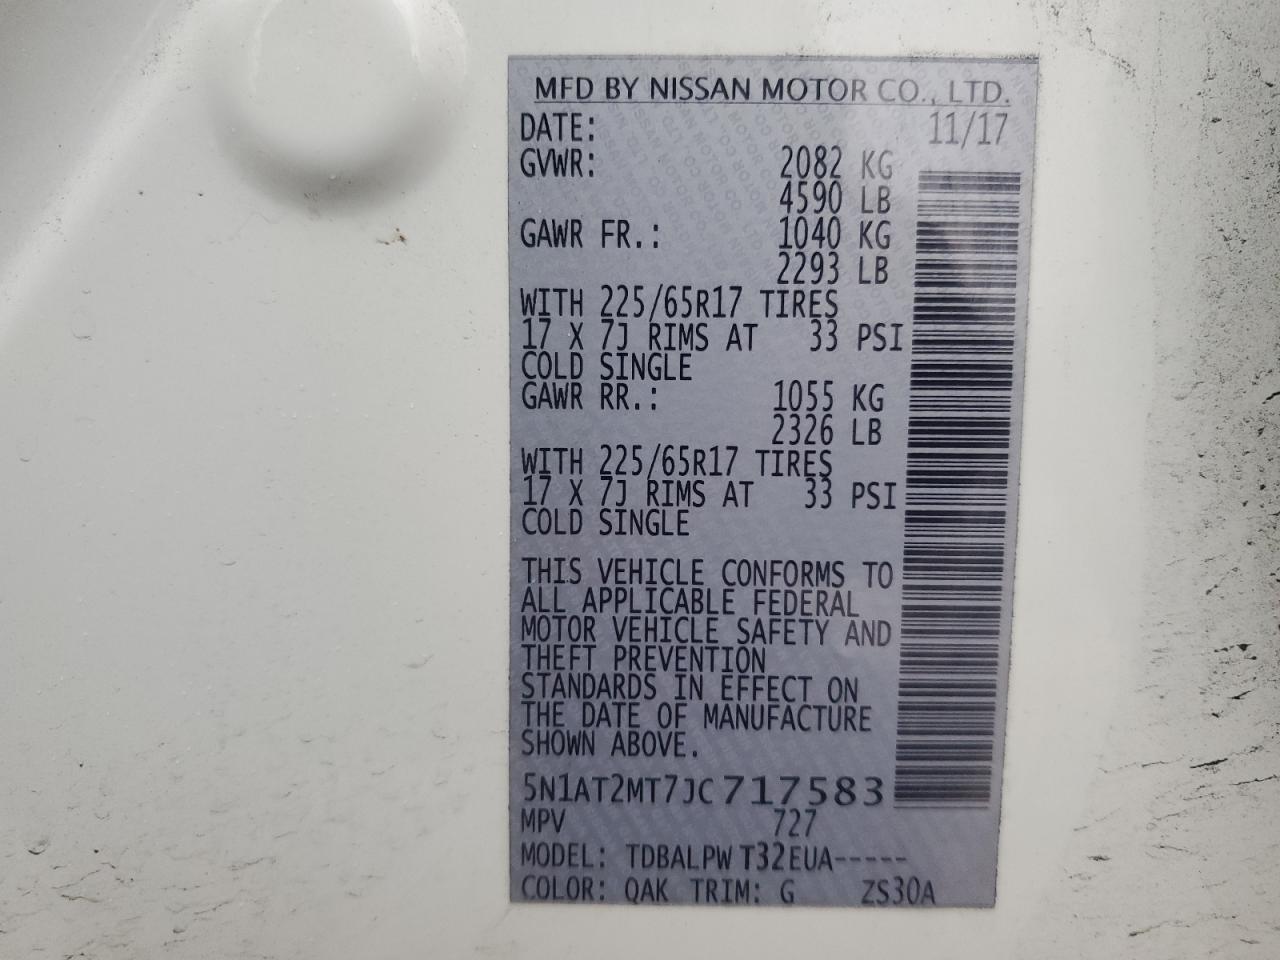 MFD BY NISSAN MOTOR CO., LTD.
DATE: 11/17
GVWR: 2082 KG
4590 LB
GAWR FR.: 1040 KG
2293 LB
WITH 225/65R17 TIRES
17 X 7J RIMS AT 33 PSI
COLD SINGLE
GAWR RR.: 1055 KG
2326 LB
WITH 225/65R17 TIRES
17 X 7J RIMS AT 33 PSI
COLD SINGLE
THIS VEHICLE CONFORMS TO
ALL APPLICABLE FEDERAL
MOTOR VEHICLE SAFETY AND
THEFT PREVENTION
STANDARDS IN EFFECT ON
THE DATE OF MANUFACTURE
SHOWN ABOVE.
5N1AT2MT7JC717583
MPV 727
MODEL: TDBALPW T32EUA-----
COLOR: QAK TRIM: G ZS30A